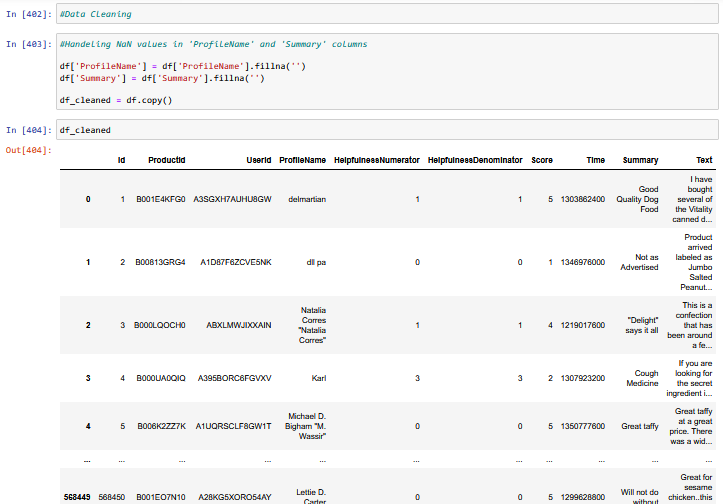 In [402]: #Data Cleaning
In [403]: #Handeling NaN values in 'ProfileName' and 'Summary' columns
df['ProfileName'] = df['ProfileName'].fillna('')
df['Summary'] = df['Summary'].fillna('')
df_cleaned = df.copy()
In [404]: df_cleaned
Out[404]:
Id ProductId UserId ProfileName HelpfulnessNumerator HelpfulnessDenominator Score Time Summary Text
0 1 B001E4KFG0 A3SGXH7AUHU8GW delmartian 1 1 5 1303862400 Good Quality Dog Food I have bought several of the Vitality canned d...
1 2 B00813GRG4 A1D87F6ZCVE5NK dll pa 0 0 1 1346976000 Not as Advertised Product arrived labeled as Jumbo Salted Peanut...
2 3 B000LQOCH0 ABXLMWJIXXAIN Natalia Corres "Natalia Corres" 1 1 4 1219017600 "Delight" says it all This is a confection that has been around a fe...
3 4 B000UA0QIQ A395BORC6FGVXV Karl 3 3 2 1307923200 Cough Medicine If you are looking for the secret ingredient i...
4 5 B006K2ZZ7K A1UQRSCLF8GW1T Michael D. Bigham "M. Wassir" 0 0 5 1350777600 Great taffy Great taffy at a great price. There was a wid...
... ... ... ... ... ... ... ... ... ... ...
568449 568450 B001EO7N10 A28KG5XORO54AY Lettie D. Carter 0 0 5 1299628800 Will not do without Great for sesame chicken..this